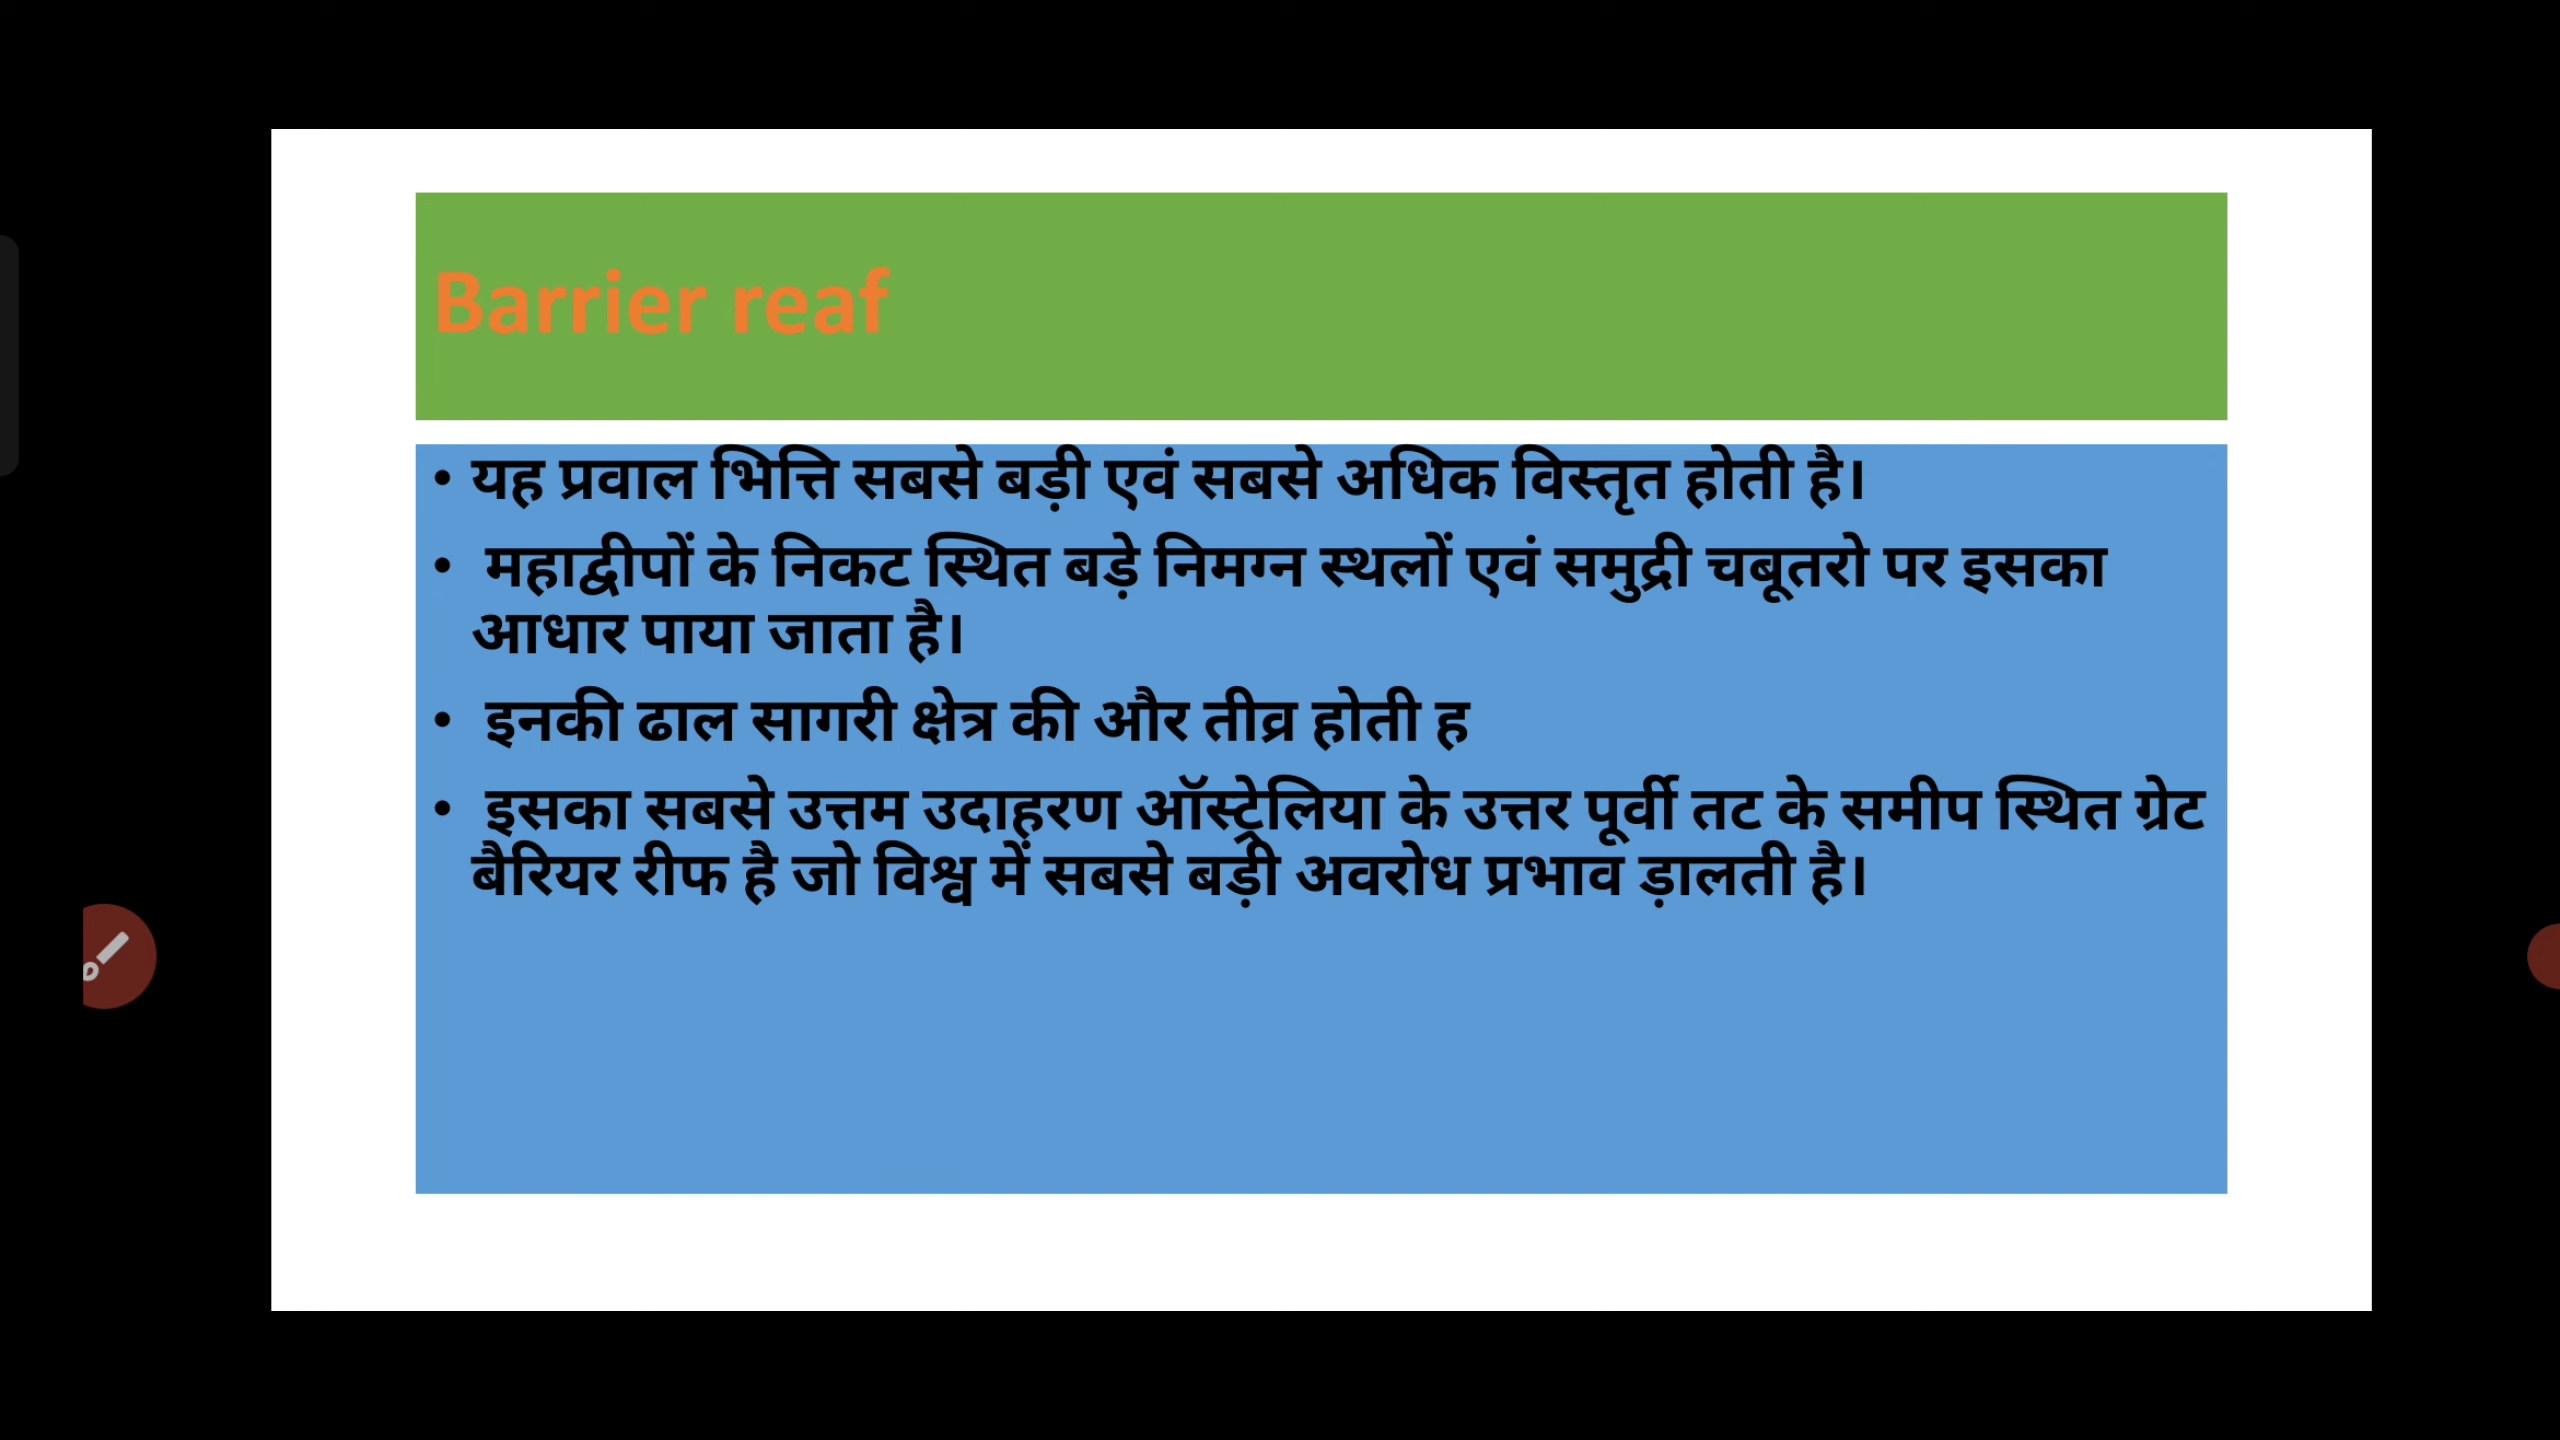 Barrier reaf
• यह प्रवाल भित्ति सबसे बड़ी एवं सबसे अधिक विस्तृत होती है।
• महाद्वीपों के निकट स्थित बड़े निमग्न स्थलों एवं समुद्री चबूतरो पर इसका
आधार पाया जाता है।
• इनकी ढाल सागरी क्षेत्र की और तीव्र होती ह
• इसका सबसे उत्तम उदाहरण ऑस्ट्रेलिया के उत्तर पूर्वी तट के समीप स्थित ग्रेट
बैरियर रीफ है जो विश्व में सबसे बड़ी अवरोध प्रभाव ड़ालती है।